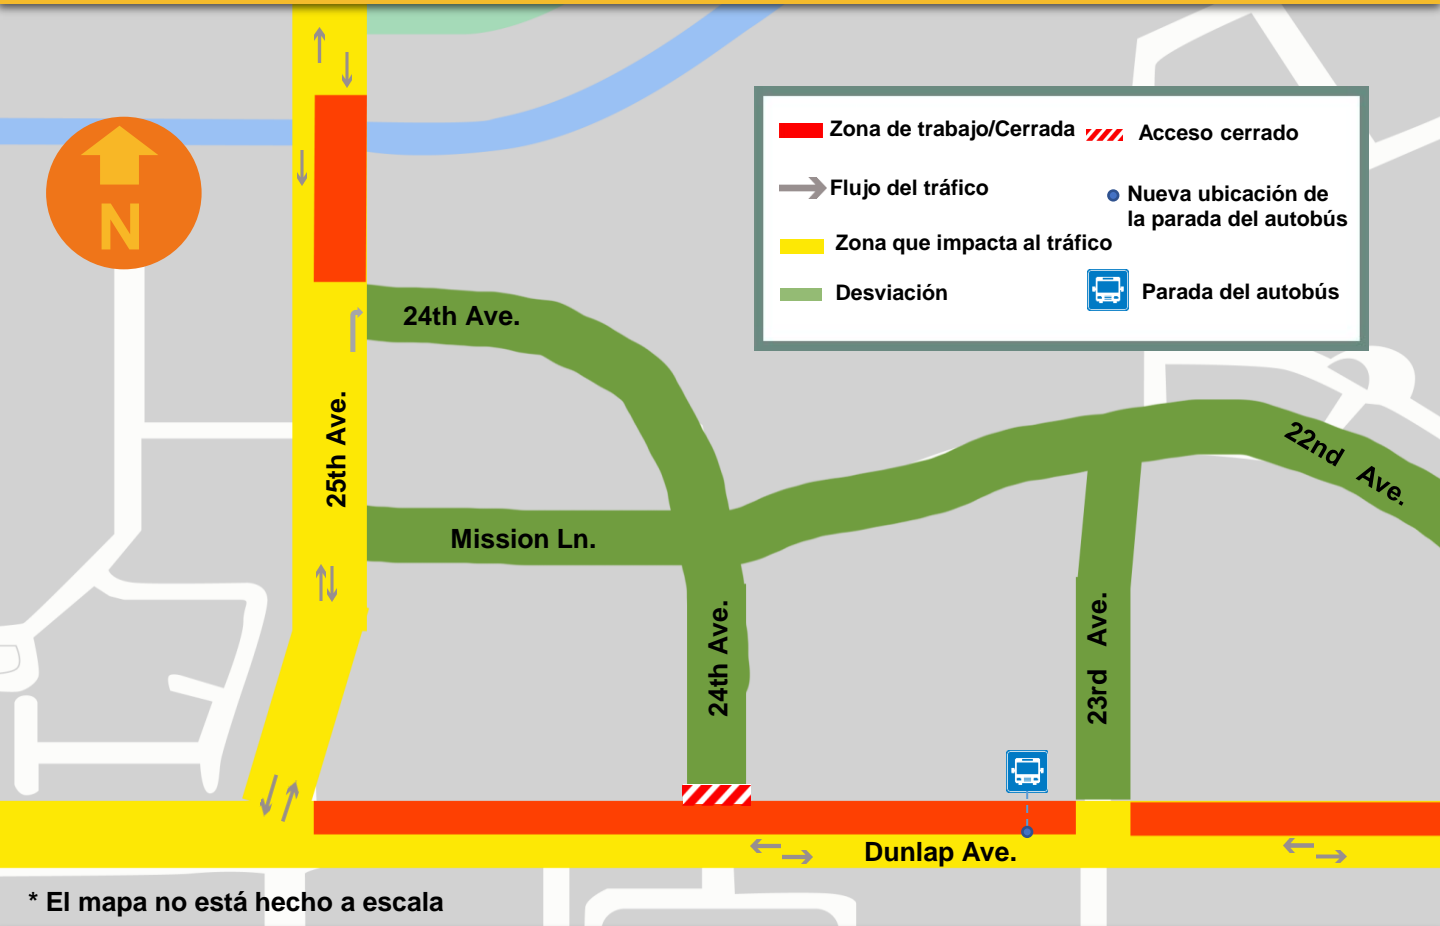 N
Zona de trabajo/Cerrada
Acceso cerrado
Flujo del tráfico
Nueva ubicación de
la parada del autobús
Zona que impacta al tráfico
Desviación
Parada del autobús
24th Ave.
25th Ave.
22nd Ave.
Mission Ln.
24th Ave.
23rd Ave.
Dunlap Ave.
* El mapa no está hecho a escala